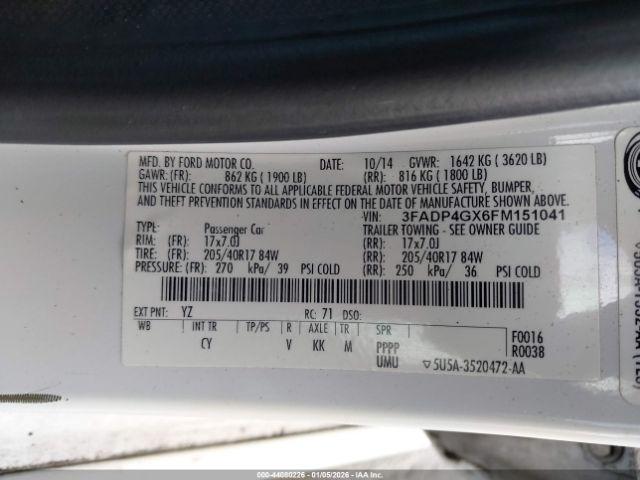 MFD. BY FORD MOTOR CO. DATE: 10/14 GVWR: 1642 KG ( 3620 LB)
GAWR: (FR): 862 KG ( 1900 LB) (RR): 816 KG ( 1800 LB)
THIS VEHICLE CONFORMS TO ALL APPLICABLE FEDERAL MOTOR VEHICLE SAFETY, BUMPER,
AND THEFT PREVENTION STANDARDS IN EFFECT ON THE DATE OF MANUFACTURE SHOWN ABOVE.
VIN: 3FADP4GX6FM151041
TYPE: Passenger Car TRAILER TOWING - SEE OWNER GUIDE
RIM: (FR): 17x7.0J (RR): 17x7.0J
TIRE: (FR): 205/40R17 84W (RR): 205/40R17 84W
PRESSURE: (FR): 270 kPa/ 39 PSI COLD (RR): 250 kPa/ 36 PSI COLD
EXT PNT: YZ RC: 71 DSO:
WB INT TR TP/PS R AXLE TR SPR F0016
CY V KK M PPPP R0038
UMU ▽5U5A-3520472-AA
000-44080226 - 01/05/2026 - IAAI.COM